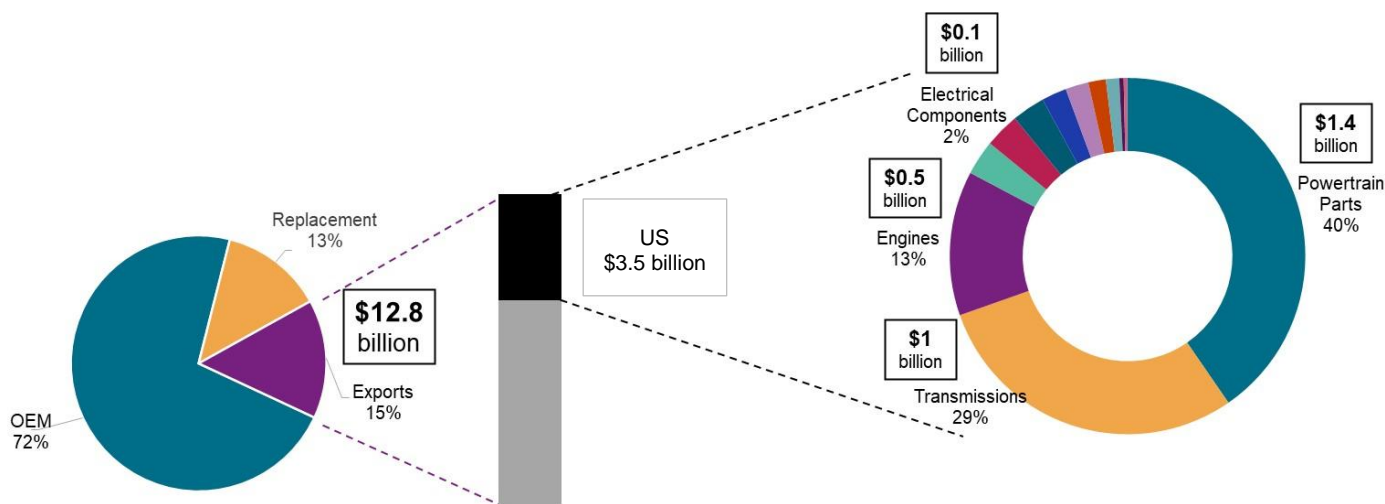 Replacement
13%
$12.8
billion
Exports
15%
OEM
72%
US
$3.5 billion
$0.1
billion
Electrical
Components
2%
$0.5
billion
Engines
13%
$1
billion
Transmissions
29%
$1.4
billion
Powertrain
Parts
40%